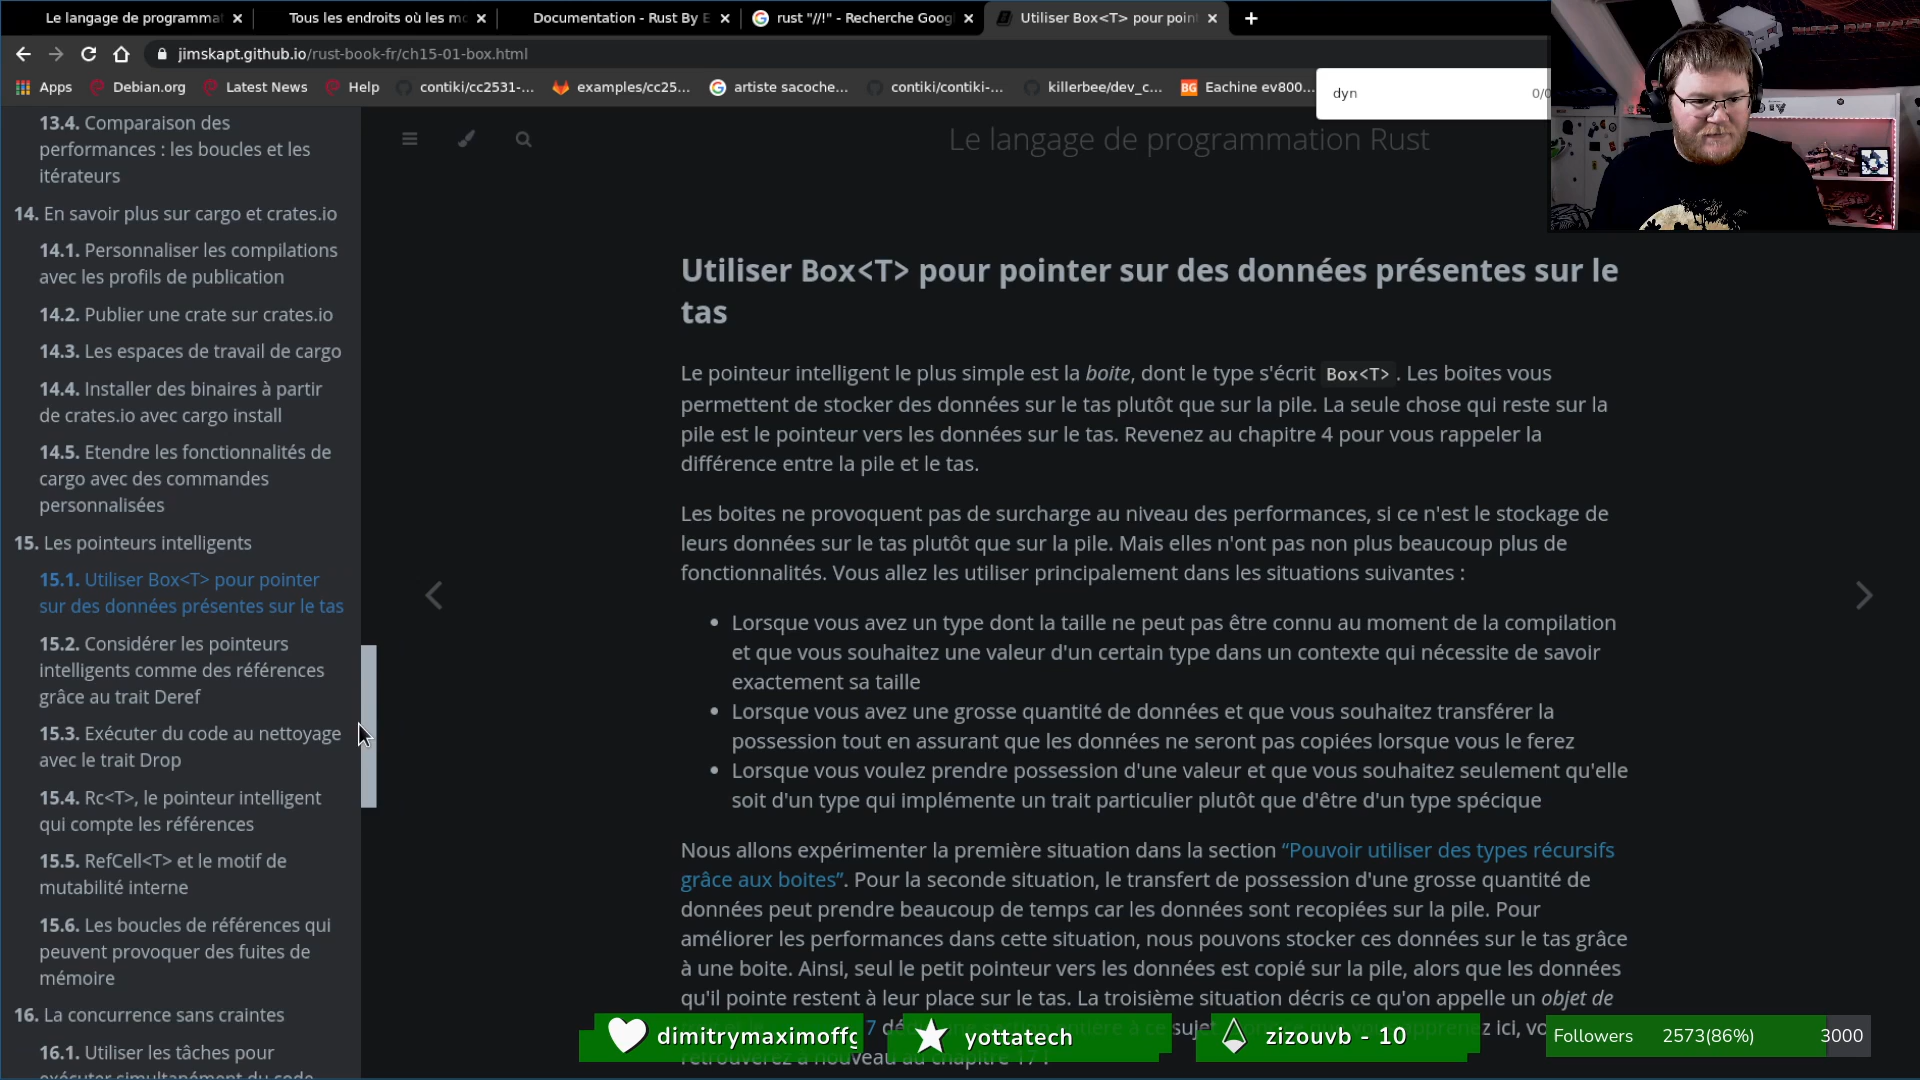 Le langage de programma
Tous les endroits où les mo
Documentation - Rust By E
rust "//!" - Recherche Goog
Utiliser Box<T> pour poin
jimskapt.github.io/rust-book-fr/ch15-01-box.html
Apps
Debian.org
Latest News
Help
contiki/cc2531-...
examples/cc25...
artiste sacoche...
contiki/contiki-...
killerbee/dev_c...
BG
Eachine ev800...
dyn
0/0
13.4. Comparaison des
performances : les boucles et les
itérateurs
14. En savoir plus sur cargo et crates.io
14.1. Personnaliser les compilations
avec les profils de publication
14.2. Publier une crate sur crates.io
14.3. Les espaces de travail de cargo
14.4. Installer des binaires à partir
de crates.io avec cargo install
14.5. Etendre les fonctionnalités de
cargo avec des commandes
personnalisées
15. Les pointeurs intelligents
15.1. Utiliser Box<T> pour pointer
sur des données présentes sur le tas
15.2. Considérer les pointeurs
intelligents comme des références
grâce au trait Deref
15.3. Exécuter du code au nettoyage
avec le trait Drop
15.4. Rc<T>, le pointeur intelligent
qui compte les références
15.5. RefCell<T> et le motif de
mutabilité interne
15.6. Les boucles de références qui
peuvent provoquer des fuites de
mémoire
16. La concurrence sans craintes
16.1. Utiliser les tâches pour
exécuter simultanément du code
Le langage de programmation Rust
Utiliser Box<T> pour pointer sur des données présentes sur le
tas
Le pointeur intelligent le plus simple est la boite, dont le type s'écrit Box<T> . Les boites vous
permettent de stocker des données sur le tas plutôt que sur la pile. La seule chose qui reste sur la
pile est le pointeur vers les données sur le tas. Revenez au chapitre 4 pour vous rappeler la
différence entre la pile et le tas.
Les boites ne provoquent pas de surcharge au niveau des performances, si ce n'est le stockage de
leurs données sur le tas plutôt que sur la pile. Mais elles n'ont pas non plus beaucoup plus de
fonctionnalités. Vous allez les utiliser principalement dans les situations suivantes :
• Lorsque vous avez un type dont la taille ne peut pas être connu au moment de la compilation
et que vous souhaitez une valeur d'un certain type dans un contexte qui nécessite de savoir
exactement sa taille
• Lorsque vous avez une grosse quantité de données et que vous souhaitez transférer la
possession tout en assurant que les données ne seront pas copiées lorsque vous le ferez
• Lorsque vous voulez prendre possession d'une valeur et que vous souhaitez seulement qu'elle
soit d'un type qui implémente un trait particulier plutôt que d'être d'un type spécique
Nous allons expérimenter la première situation dans la section “Pouvoir utiliser des types récursifs
grâce aux boites”. Pour la seconde situation, le transfert de possession d'une grosse quantité de
données peut prendre beaucoup de temps car les données sont recopiées sur la pile. Pour
améliorer les performances dans cette situation, nous pouvons stocker ces données sur le tas grâce
à une boite. Ainsi, seul le petit pointeur vers les données est copié sur la pile, alors que les données
qu'il pointe restent à leur place sur le tas. La troisième situation décris ce qu'on appelle un objet de
7 dé
à ce sujet
ez ici, vo
retrouverez à nouveau au chapitre 17 !
dimitrymaximoffg
yottatech
zizouvb - 10
Followers 2573(86%) 3000